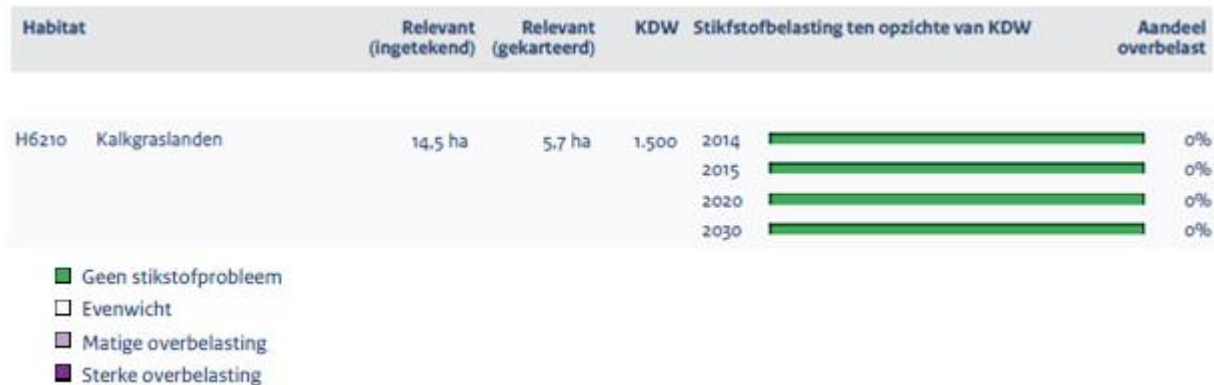 Habitat Relevant (ingetekend) Relevant (gekarteerd) KDW Stikfstofbelasting ten opzichte van KDW Aandeel overbelast
H6210 Kalkgraslanden 14,5 ha 5,7 ha 1.500 2014 0%
2015 0%
2020 0%
2030 0%
Geen stikstofprobleem
Evenwicht
Matige overbelasting
Sterke overbelasting